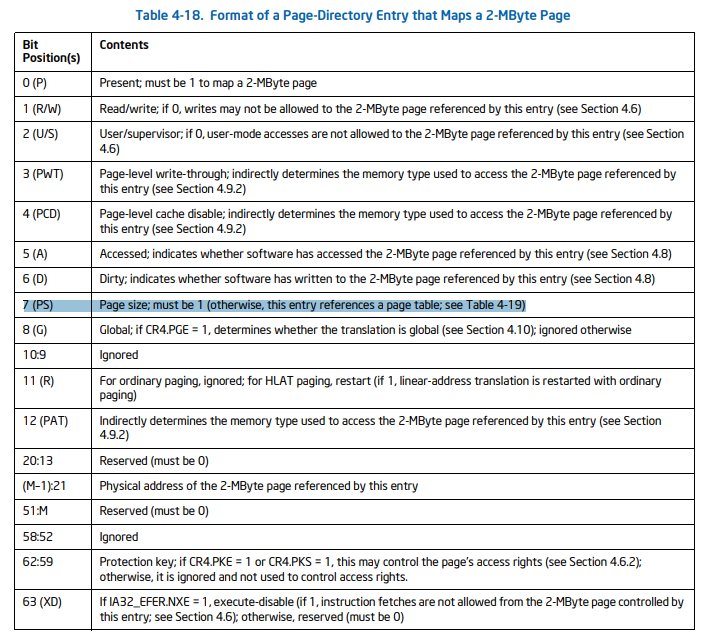 Table 4-18. Format of a Page-Directory Entry that Maps a 2-MByte Page
Bit
Position(s)
Contents
0 (P)
Present; must be 1 to map a 2-MByte page
1 (R/W)
Read/write; if 0, writes may not be allowed to the 2-MByte page referenced by this entry (see Section 4.6)
2 (U/S)
User/supervisor; if 0, user-mode accesses are not allowed to the 2-MByte page referenced by this entry (see Section
4.6)
3 (PWT)
Page-level write-through; indirectly determines the memory type used to access the 2-MByte page referenced by
this entry (see Section 4.9.2)
4 (PCD)
Page-level cache disable; indirectly determines the memory type used to access the 2-MByte page referenced by
this entry (see Section 4.9.2)
5 (A)
Accessed; indicates whether software has accessed the 2-MByte page referenced by this entry (see Section 4.8)
6 (D)
Dirty; indicates whether software has written to the 2-MByte page referenced by this entry (see Section 4.8)
7 (PS)
Page size; must be 1 (otherwise, this entry references a page table; see Table 4-19)
8 (G)
Global; if CR4.PGE = 1, determines whether the translation is global (see Section 4.10); ignored otherwise
10:9
Ignored
11 (R)
For ordinary paging, ignored; for HLAT paging, restart (if 1, linear-address translation is restarted with ordinary
paging)
12 (PAT)
Indirectly determines the memory type used to access the 2-MByte page referenced by this entry (see Section
4.9.2)
20:13
Reserved (must be 0)
(M–1):21
Physical address of the 2-MByte page referenced by this entry
51:M
Reserved (must be 0)
58:52
Ignored
62:59
Protection key; if CR4.PKE = 1 or CR4.PKS = 1, this may control the page's access rights (see Section 4.6.2);
otherwise, it is ignored and not used to control access rights.
63 (XD)
If IA32_EFER.NXE = 1, execute-disable (if 1, instruction fetches are not allowed from the 2-MByte page controlled by
this entry; see Section 4.6); otherwise, reserved (must be 0)